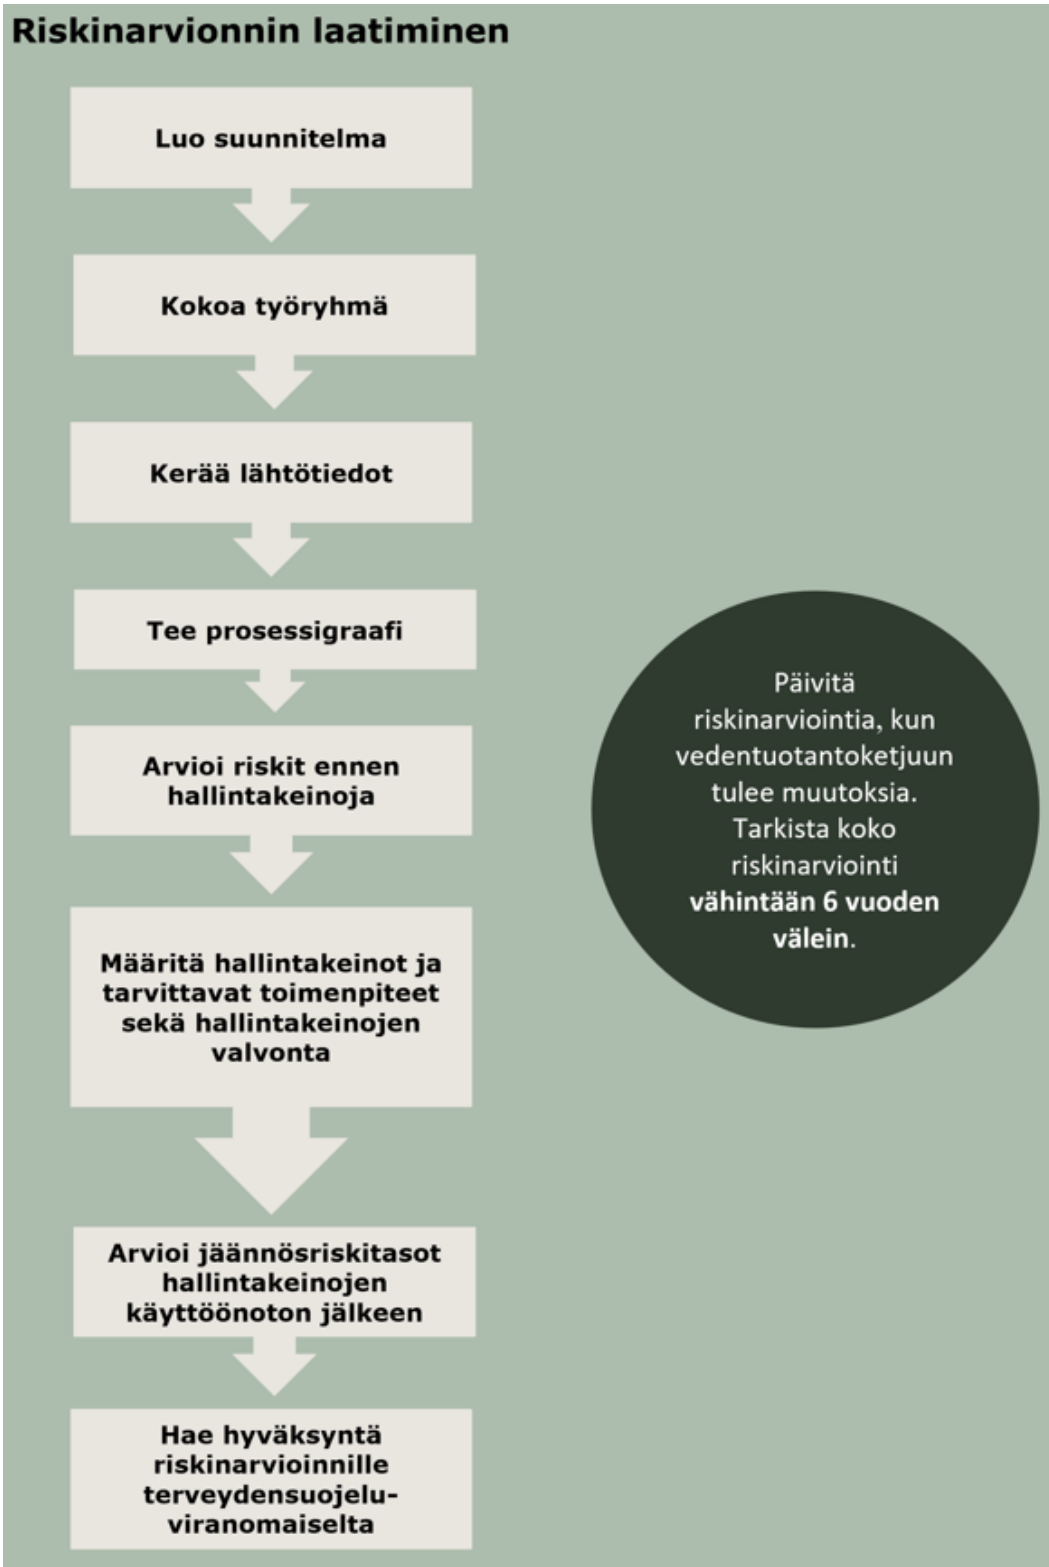 Riskinarvionnin laatiminen
Luo suunnitelma
Kokoa työryhmä
Kerää lähtötiedot
Tee prosessigraafi
Arvioi riskit ennen
hallintakeinoja
Määritä hallintakeinot ja
tarvittavat toimenpiteet
sekä hallintakeinojen
valvonta
Arvioi jäännösriskitasot
hallintakeinojen
käyttöönoton jälkeen
Hae hyväksyntä
riskinarvioinnille
terveydensuojelu-
viranomaiselta
Päivitä
riskinarviointia, kun
vedentuotantoketjuun
tulee muutoksia.
Tarkista koko
riskinarviointi
vähintään 6 vuoden
välein.